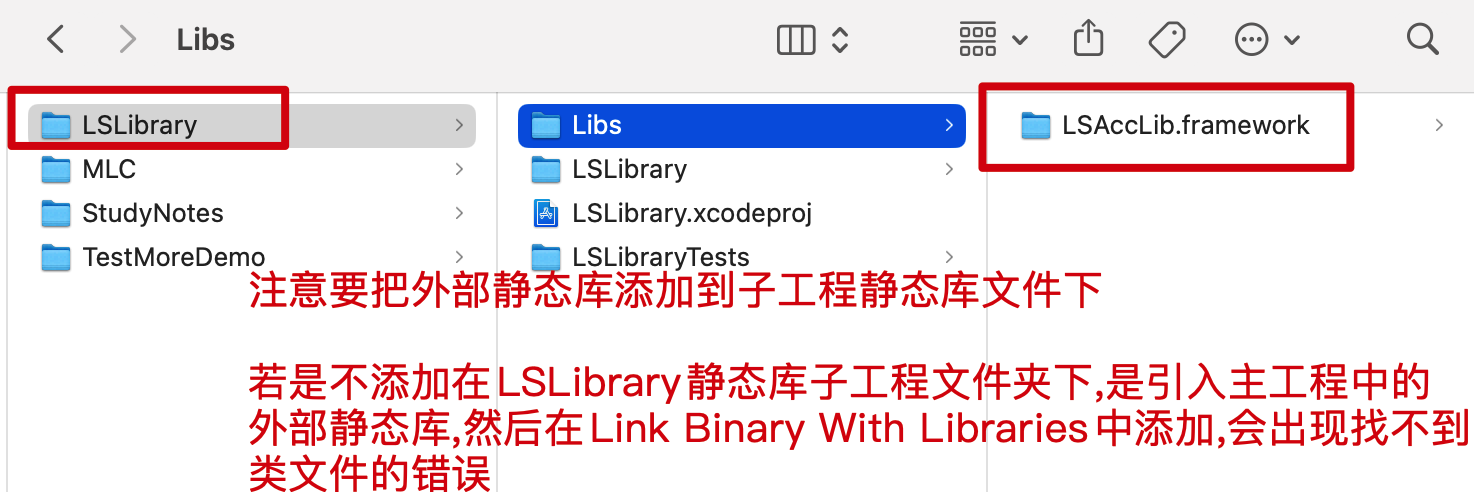 Libs
LSLibrary
MLC
StudyNotes
TestMoreDemo
Libs
LSLibrary
LSLibrary.xcodeproj
LSLibraryTests
LSAccLib.framework
注意要把外部静态库添加到子工程静态库文件下
若是不添加在LSLibrary静态库子工程文件夹下,是引入主工程中的
外部静态库,然后在Link Binary With Libraries中添加,会出现找不到
类文件的错误